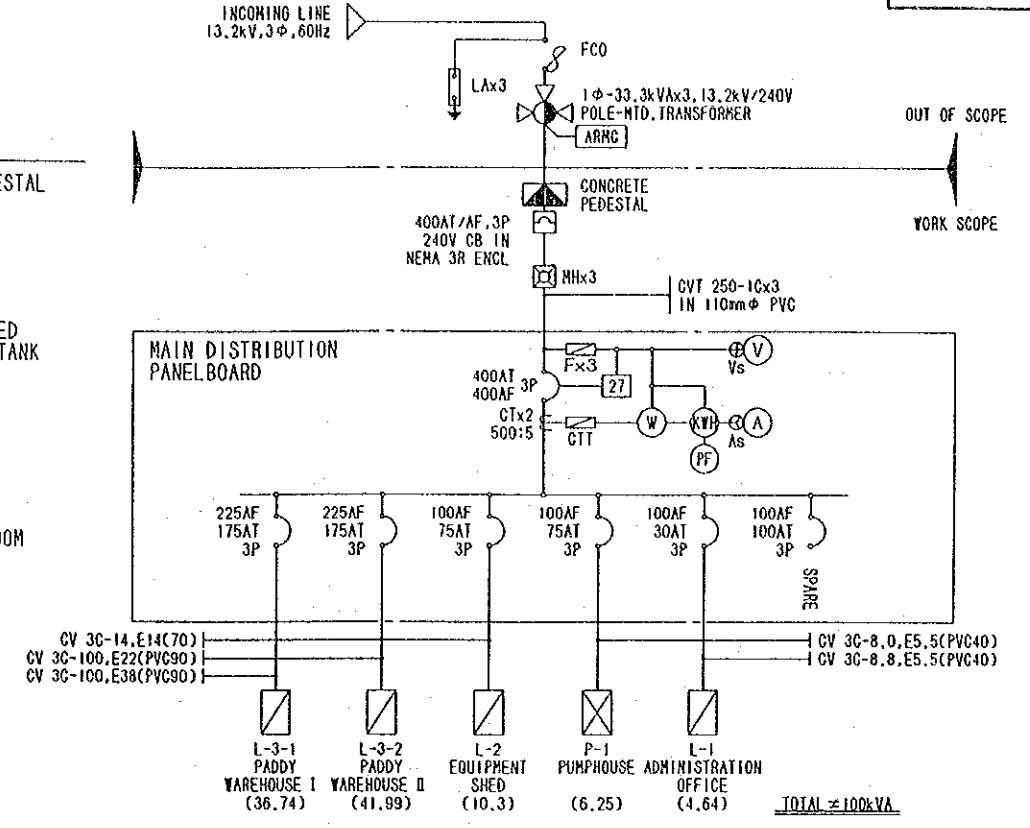 INCOMING LINE
13.2kV,3Φ,60Hz
FCO
LAx3
1Φ-33.3kVAx3,13.2kV/240V
POLE-MTD.TRANSFORMER
ARMG
OUT OF SCOPE
ESTAL
CONCRETE
PEDESTAL
WORK SCOPE
400AT/AF,3P
240V CB IN
NEMA 3R ENCL
MHx3
CVT 250-1Cx3
IN 110mmΦ PVC
ED
TANK
MAIN DISTRIBUTION
PANELBOARD
Fx3
Vs
V
400AT
400AF
3P
27
CTx2
500:5
CTT
W
KWH
As
A
PF
OOM
225AF
175AT
3P
225AF
175AT
3P
100AF
75AT
3P
100AF
75AT
3P
100AF
30AT
3P
100AF
100AT
3P
SPARE
CV 3C-14,E14(70)
CV 3C-100,E22(PVC90)
CV 3C-100,E38(PVC90)
CV 3C-8.0,E5.5(PVC40)
CV 3C-8.8,E5.5(PVC40)
L-3-1
PADDY
WAREHOUSE I
(36.74)
L-3-2
PADDY
WAREHOUSE II
(41.99)
L-2
EQUIPMENT
SHED
(10.3)
P-1
PUMPHOUSE
(6.25)
L-1
ADMINISTRATION
OFFICE
(4.64)
TOTAL ≒100kVA